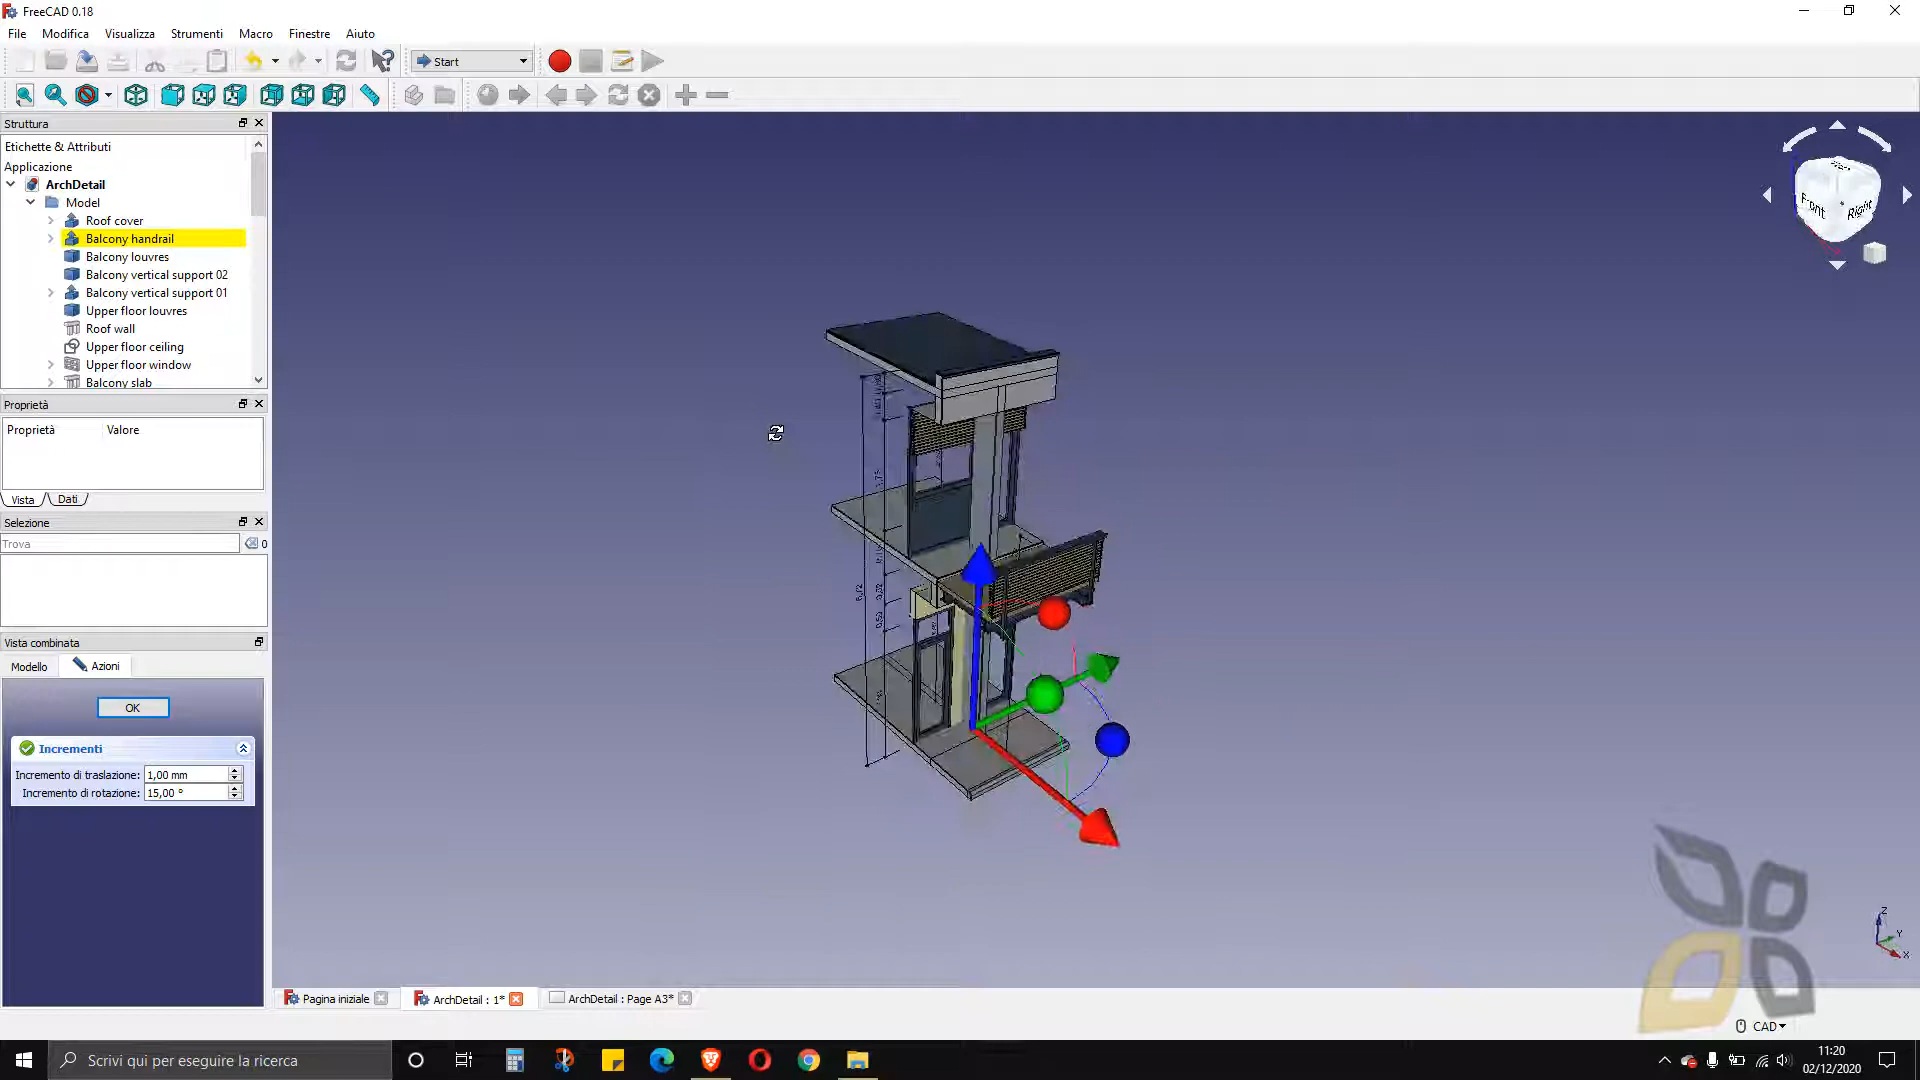 FreeCAD 0.18
File Modifica Visualizza Strumenti Macro Finestre Aiuto
Start
Struttura
Etichette & Attributi
Applicazione
ArchDetail
Model
Roof cover
Balcony handrail
Balcony louvres
Balcony vertical support 02
Balcony vertical support 01
Upper floor louvres
Roof wall
Upper floor ceiling
Upper floor window
Balcony slab
Proprietà
Proprietà Valore
Vista Dati
Selezione
Trova 0
Vista combinata
Modello Azioni
OK
Incrementi
Incremento di traslazione: 1,00 mm
Incremento di rotazione: 15,00 °
Front Right
Z
Y
X
Pagina iniziale ArchDetail : 1* ArchDetail : Page A3*
CAD
Scrivi qui per eseguire la ricerca
11:20
02/12/2020